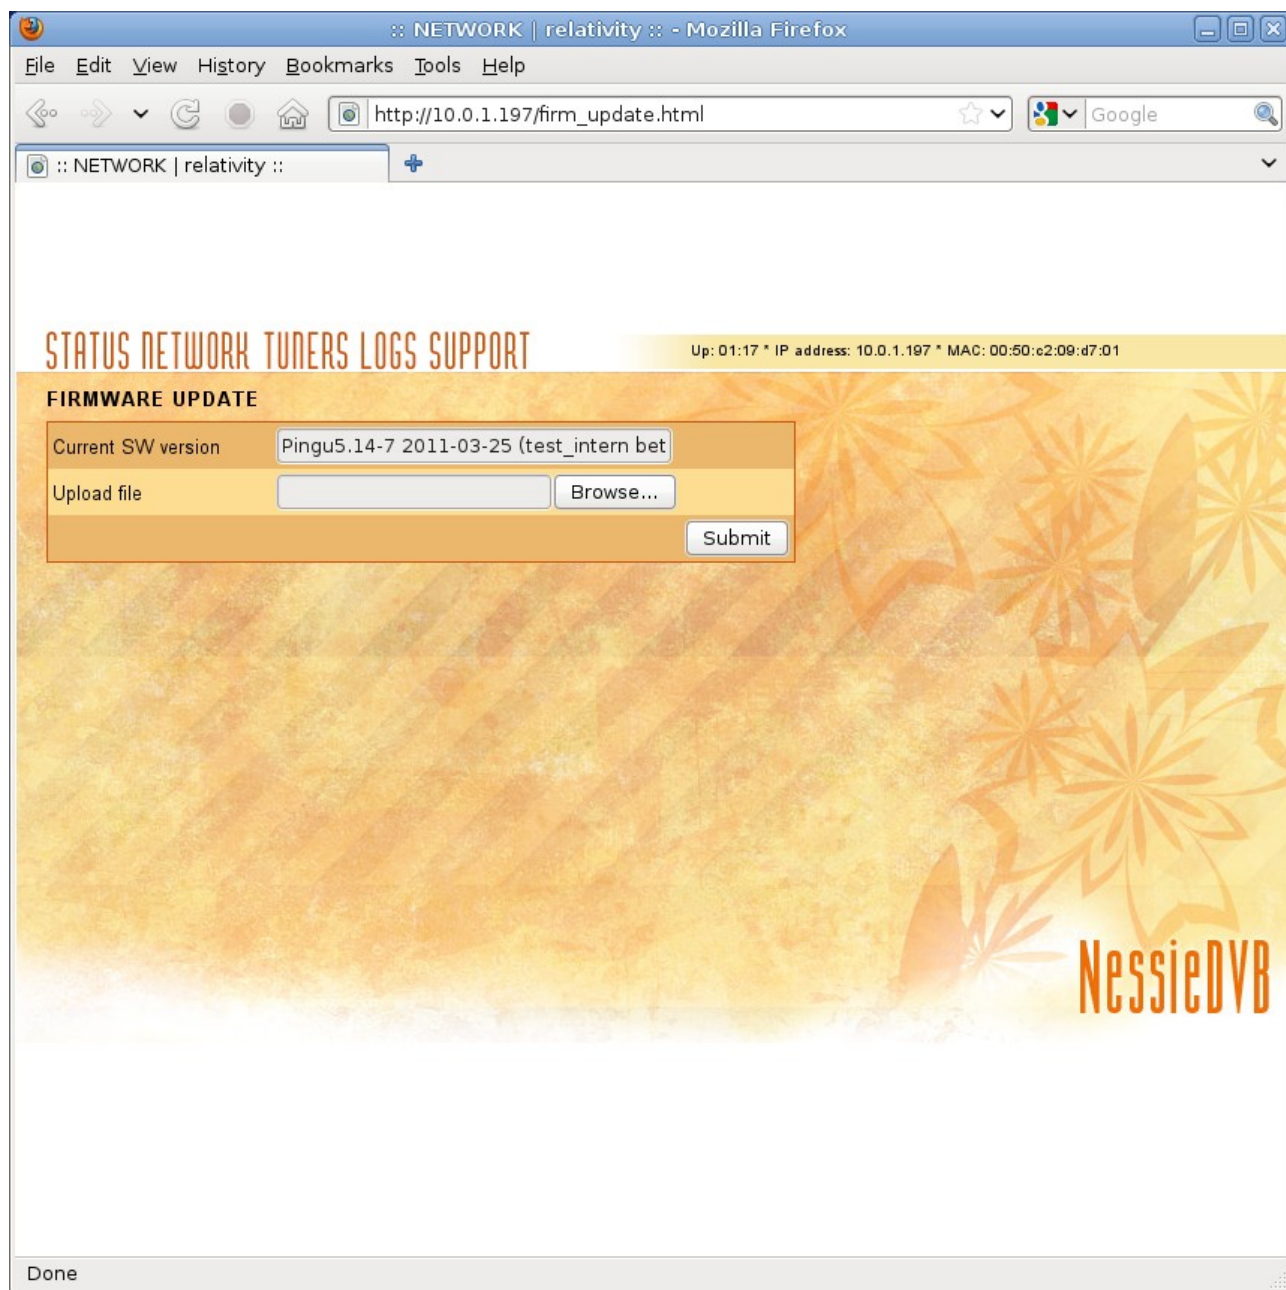 :: NETWORK | relativity :: - Mozilla Firefox
File Edit View History Bookmarks Tools Help
http://10.0.1.197/firm_update.html Google
:: NETWORK | relativity ::
STATUS NETWORK TUNERS LOGS SUPPORT
Up: 01:17 * IP address: 10.0.1.197 * MAC: 00:50:c2:09:d7:01
FIRMWARE UPDATE
Current SW version Pingu5.14-7 2011-03-25 (test_intern bet
Upload file Browse...
Submit
NessieDVB
Done